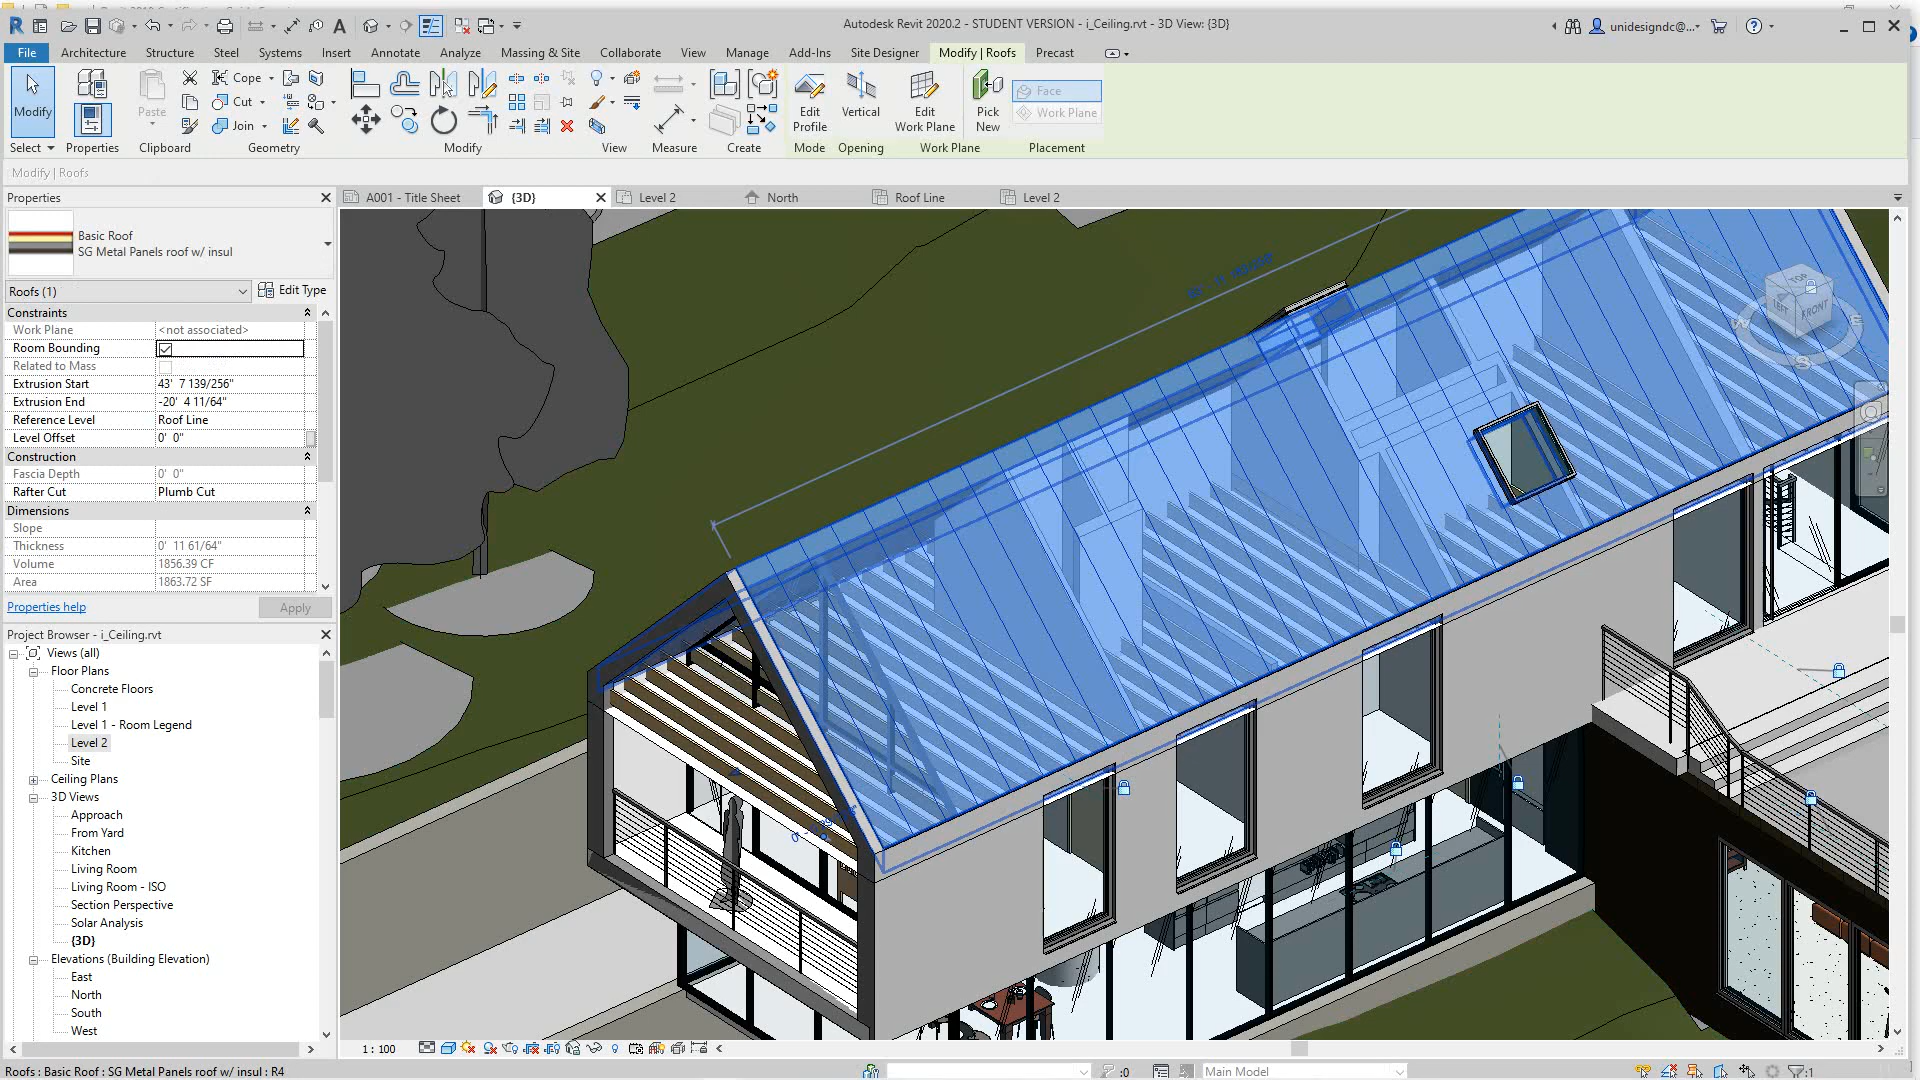 Autodesk Revit 2020.2 - STUDENT VERSION - i_Ceiling.rvt - 3D View: {3D}
unidesigndc@...
File Architecture Structure Steel Systems Insert Annotate Analyze Massing & Site Collaborate View Manage Add-Ins Site Designer Modify | Roofs Precast
Modify
Paste
Cope
Cut
Join
Edit Profile
Vertical
Edit Work Plane
Pick New
Face
Work Plane
Select Properties Clipboard Geometry Modify View Measure Create Mode Opening Work Plane Placement
Modify | Roofs
Properties
A001 - Title Sheet {3D} Level 2 North Roof Line Level 2
Basic Roof
SG Metal Panels roof w/ insul
Roofs (1) Edit Type
Constraints
Work Plane <not associated>
Room Bounding
Related to Mass
Extrusion Start 43' 7 139/256"
Extrusion End -20' 4 11/64"
Reference Level Roof Line
Level Offset 0' 0"
Construction
Fascia Depth 0' 0"
Rafter Cut Plumb Cut
Dimensions
Slope
Thickness 0' 11 61/64"
Volume 1856.39 CF
Area 1863.72 SF
Properties help Apply
Project Browser - i_Ceiling.rvt
Views (all)
Floor Plans
Concrete Floors
Level 1
Level 1 - Room Legend
Level 2
Site
Ceiling Plans
3D Views
Approach
From Yard
Kitchen
Living Room
Living Room - ISO
Section Perspective
Solar Analysis
{3D}
Elevations (Building Elevation)
East
North
South
West
TOP
LEFT
FRONT
W
S
E
1 : 100
Roofs : Basic Roof : SG Metal Panels roof w/ insul : R4
:0
Main Model
:1